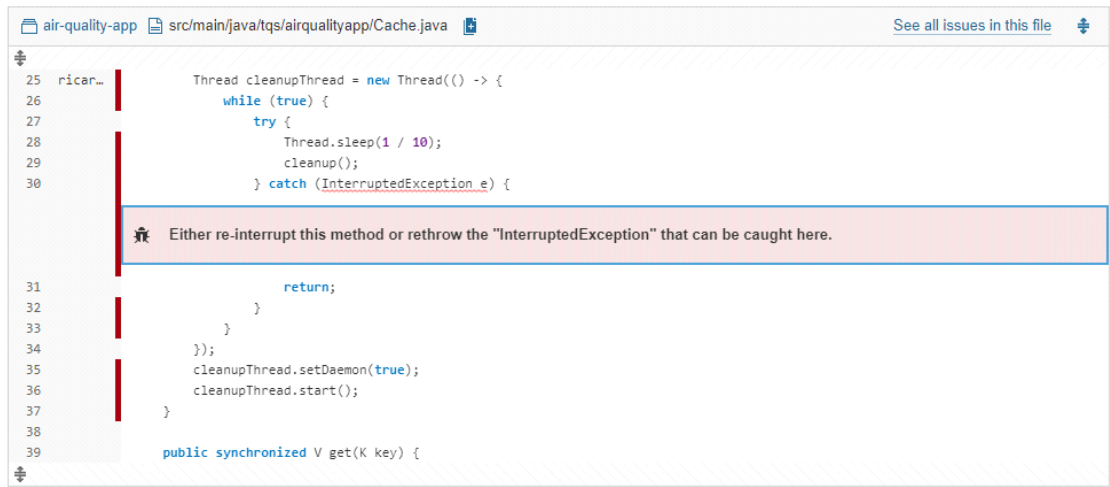 air-quality-app src/main/java/tqs/airqualityapp/Cache.java See all issues in this file
25 ricar… Thread cleanupThread = new Thread(() -> {
26 while (true) {
27 try {
28 Thread.sleep(1 / 10);
29 cleanup();
30 } catch (InterruptedException e) {
Either re-interrupt this method or rethrow the "InterruptedException" that can be caught here.
31 return;
32 }
33 }
34 });
35 cleanupThread.setDaemon(true);
36 cleanupThread.start();
37 }
38
39 public synchronized V get(K key) {